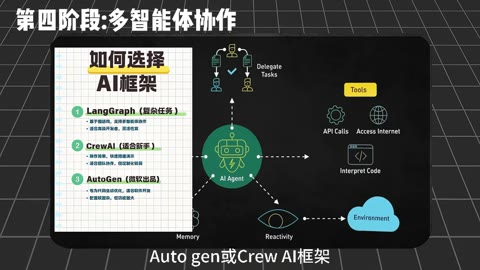 第四阶段:多智能体协作
如何选择
AI框架
1 LangGraph（复杂任务）
2 CrewAI（适合新手）
3 AutoGen（微软出品）
Delegate
Tasks
Tools
API Calls
Access Internet
Interpret Code
AI Agent
Memory
Reactivity
Environment
Auto gen或Crew AI框架